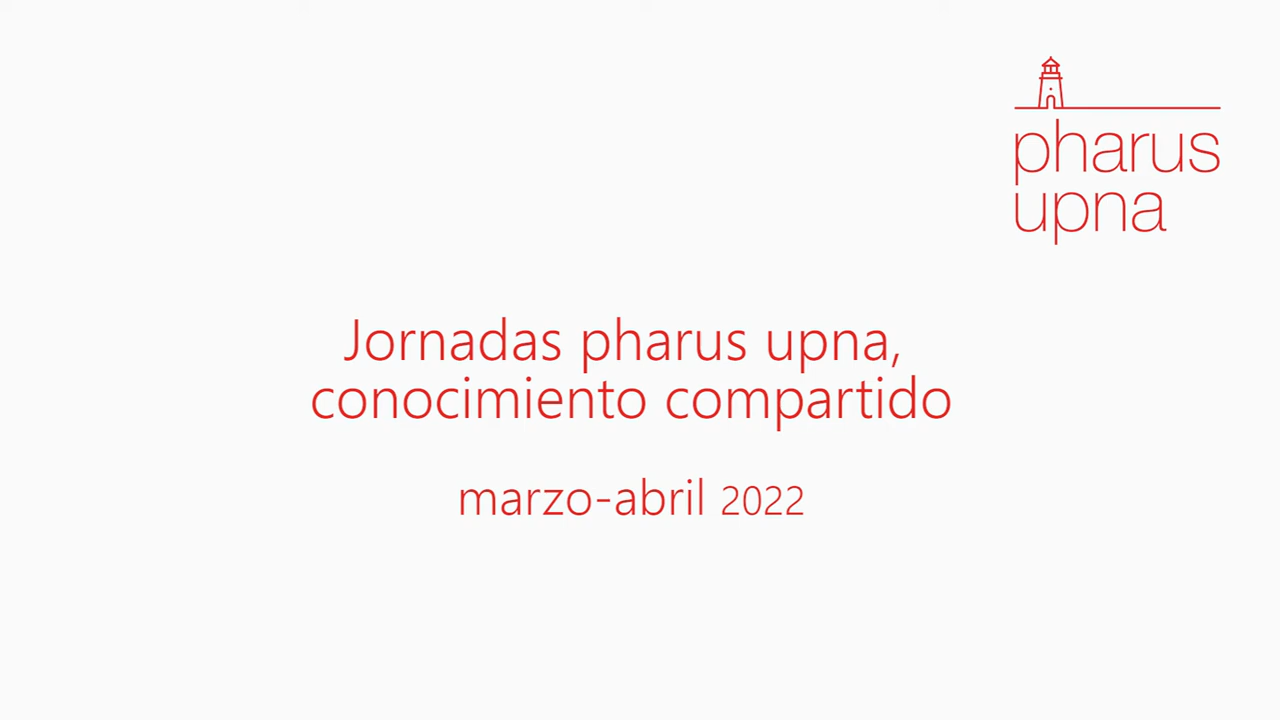 pharus
upna
Jornadas pharus upna,
conocimiento compartido
marzo-abril 2022